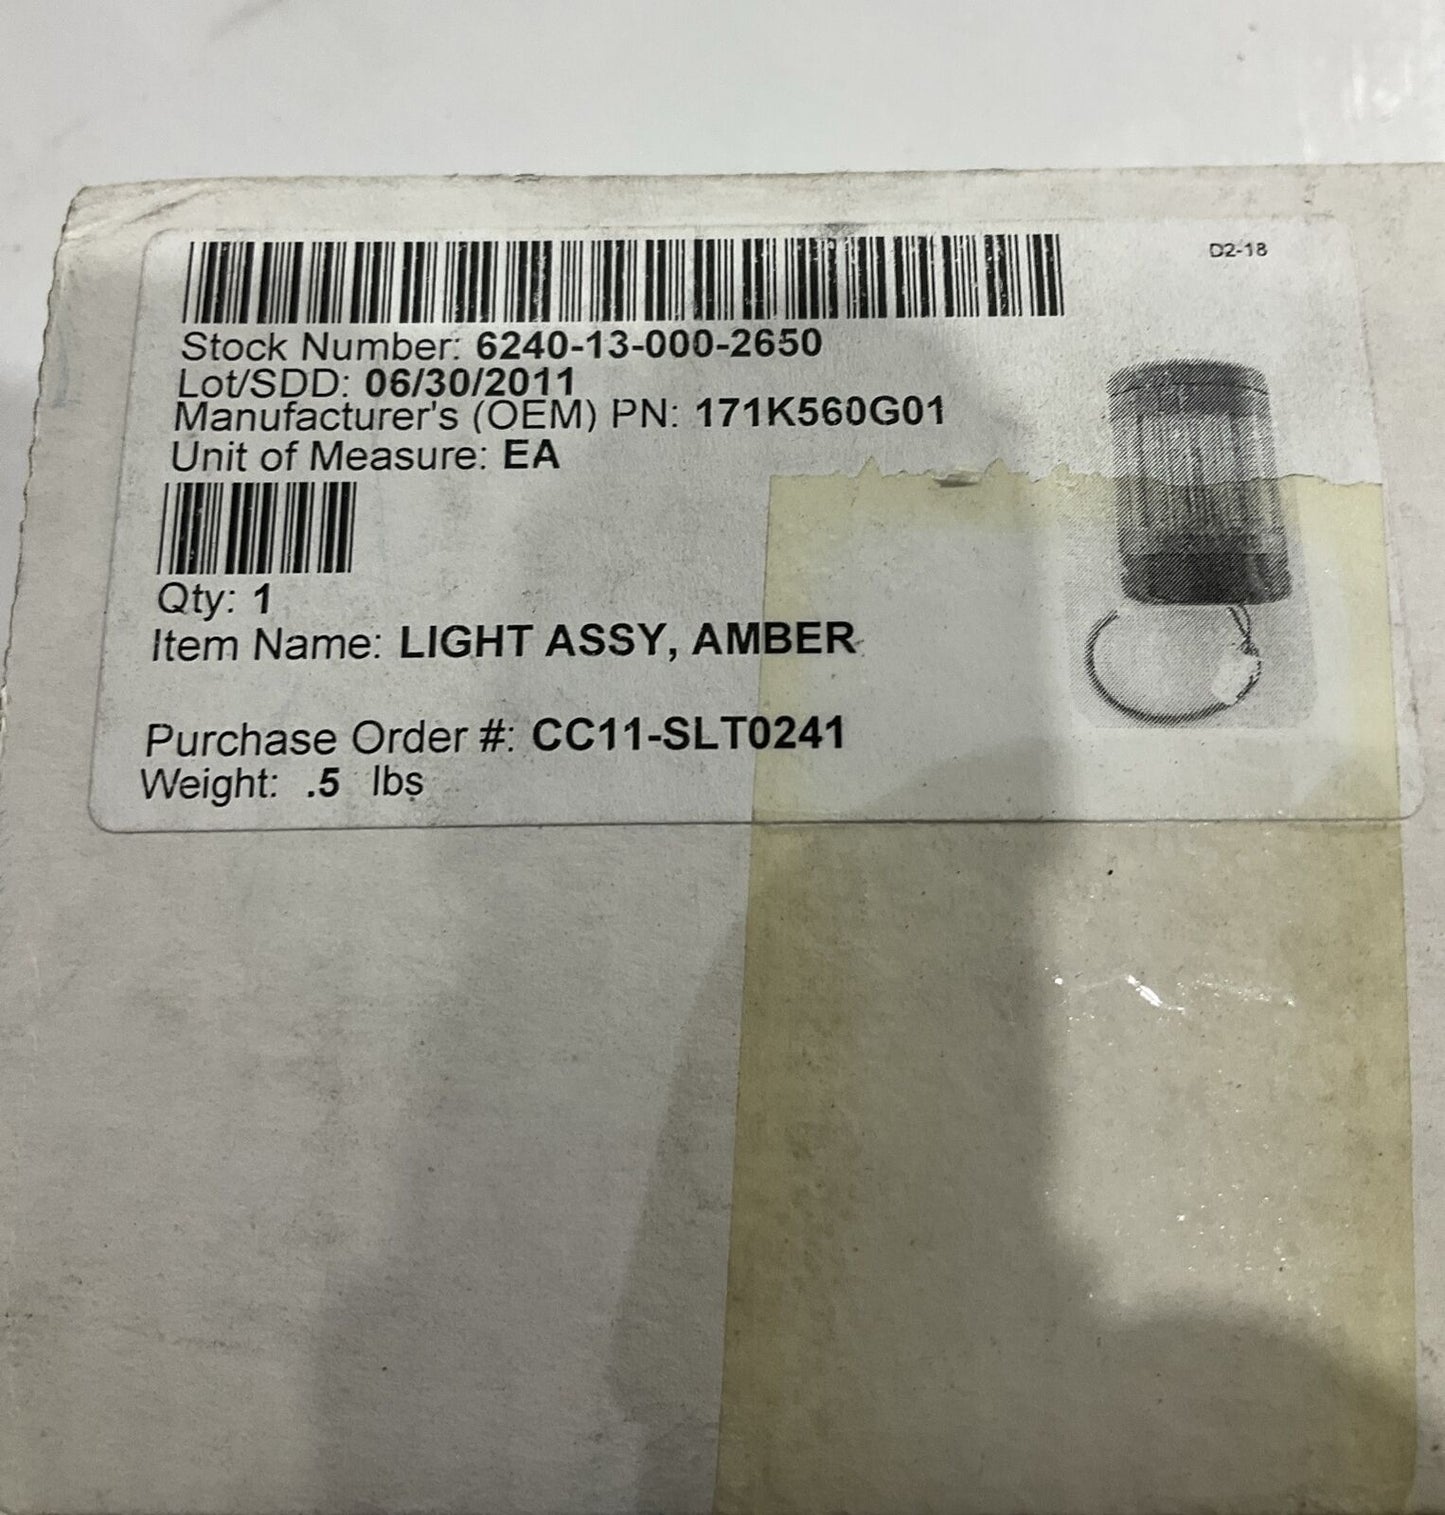 D2-18
Stock Number: 6240-13-000-2650
Lot/SDD: 06/30/2011
Manufacturer's (OEM) PN: 171K560G01
Unit of Measure: EA
Qty: 1
Item Name: LIGHT ASSY, AMBER
Purchase Order #: CC11-SLT0241
Weight: .5 lbs